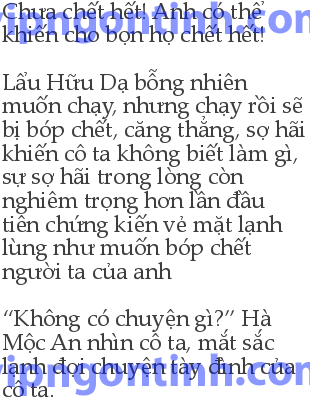 Chưa chết hết! Anh có thể
khiến cho bọn họ chết hết!
vipngontinh.com
Lẩu Hữu Dạ bỗng nhiên
muốn chạy, nhưng chạy rồi sẽ
bị bóp chết, căng thẳng, sợ hãi
khiến cô ta không biết làm gì,
sự sợ hãi trong lòng còn
nghiêm trọng hơn lần đầu
tiên chứng kiến vẻ mặt lạnh
lùng như muốn bóp chết
người ta của anh
“Không có chuyện gì?” Hà
Mộc An nhìn cô ta, mắt sắc
lạnh đợi chuyện tày đình của
cô ta.
vipngontinh.com